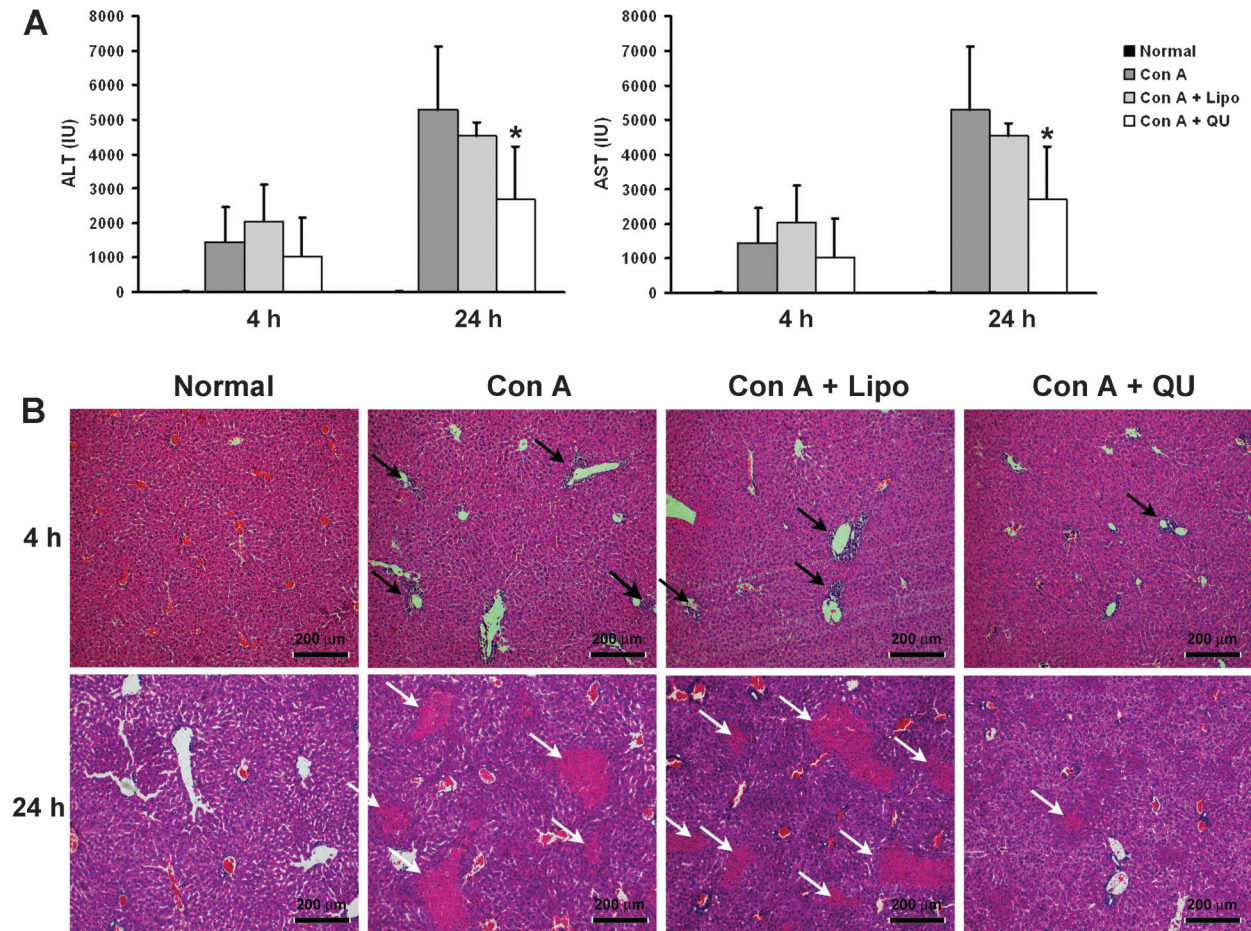 A
8000
7000
6000
5000
4000
3000
2000
1000
0
ALT (IU)
4 h
24 h
*
8000
7000
6000
5000
4000
3000
2000
1000
0
AST (IU)
4 h
24 h
*
Normal
Con A
Con A + Lipo
Con A + QU
B
Normal
Con A
Con A + Lipo
Con A + QU
4 h
200 μm
200 μm
200 μm
200 μm
24 h
200 μm
200 μm
200 μm
200 μm